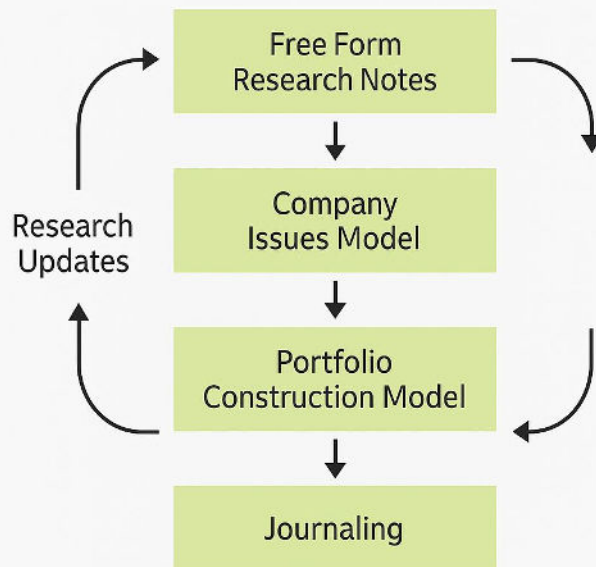 Free Form
Research Notes
Company
Issues Model
Research
Updates
Portfolio
Construction Model
Journaling